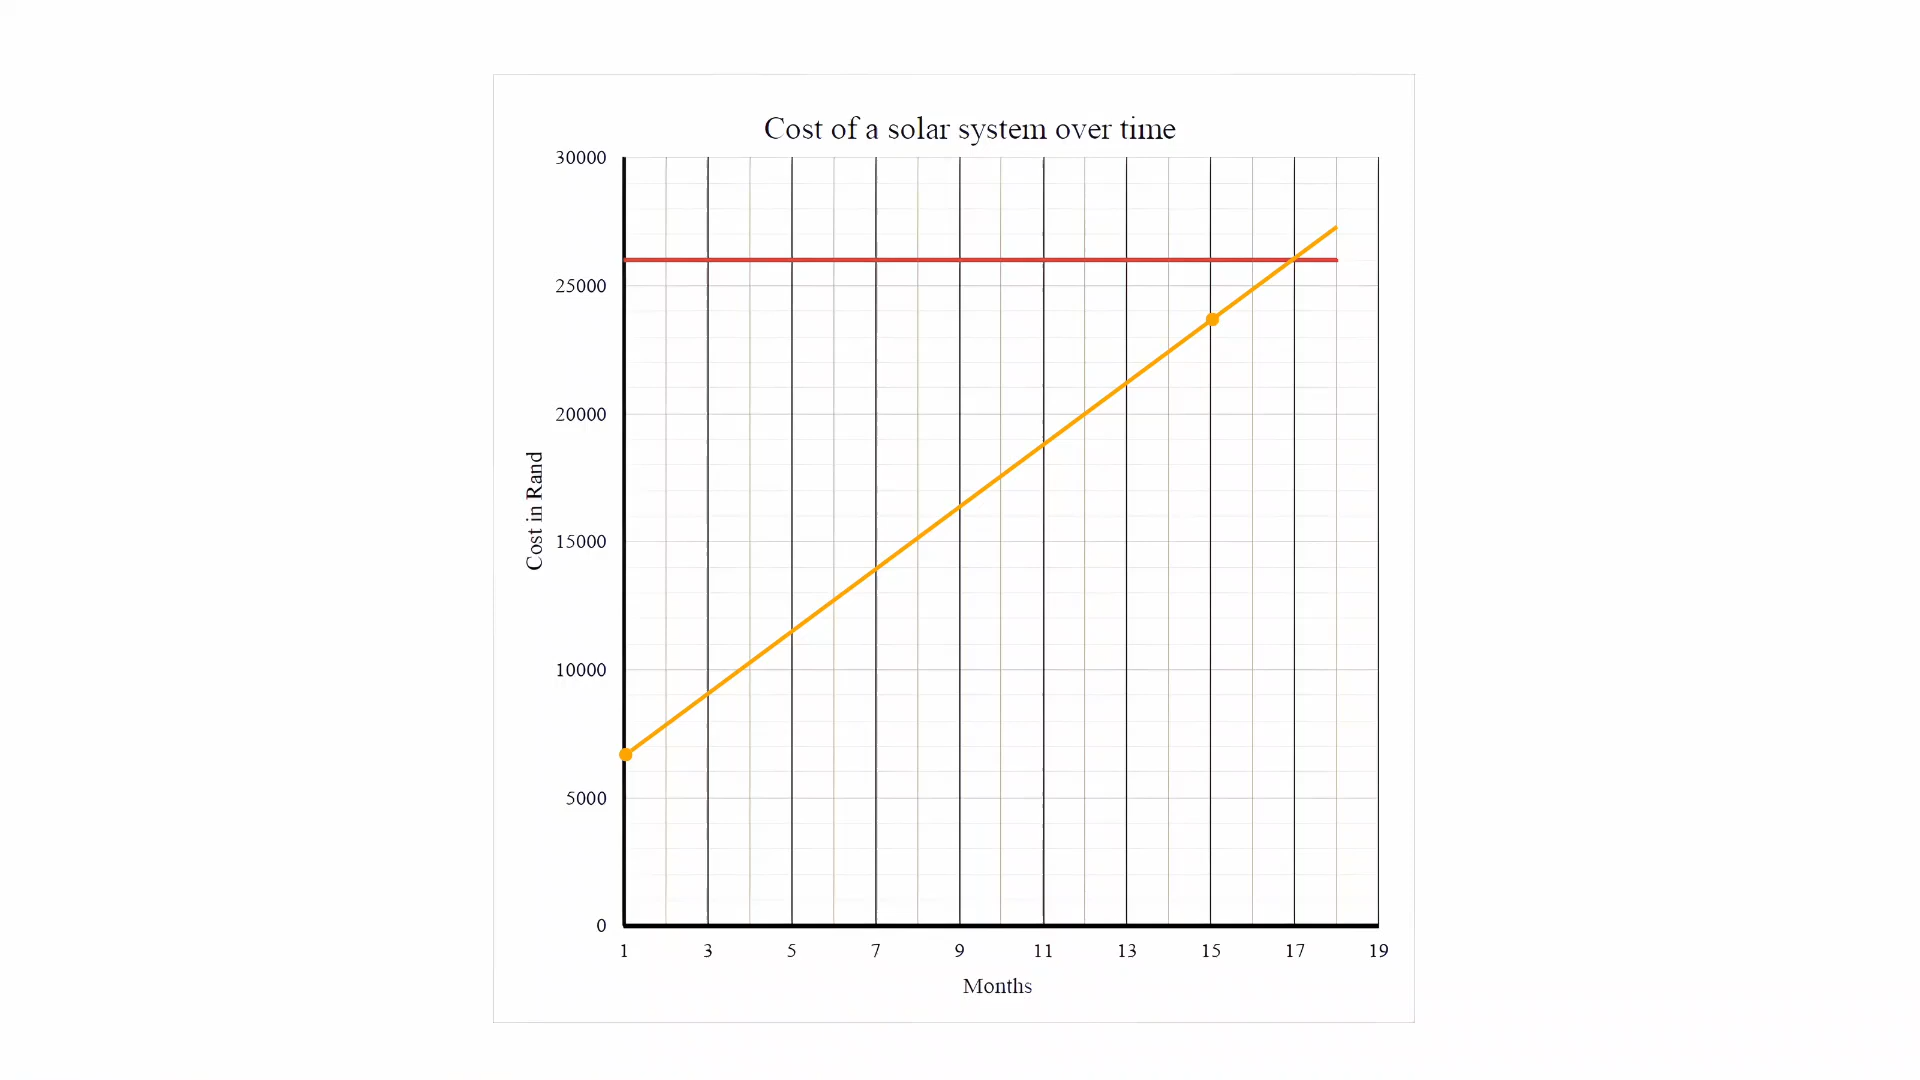 Cost of a solar system over time
30000
25000
20000
15000
10000
5000
0
Cost in Rand
1 3 5 7 9 11 13 15 17 19
Months